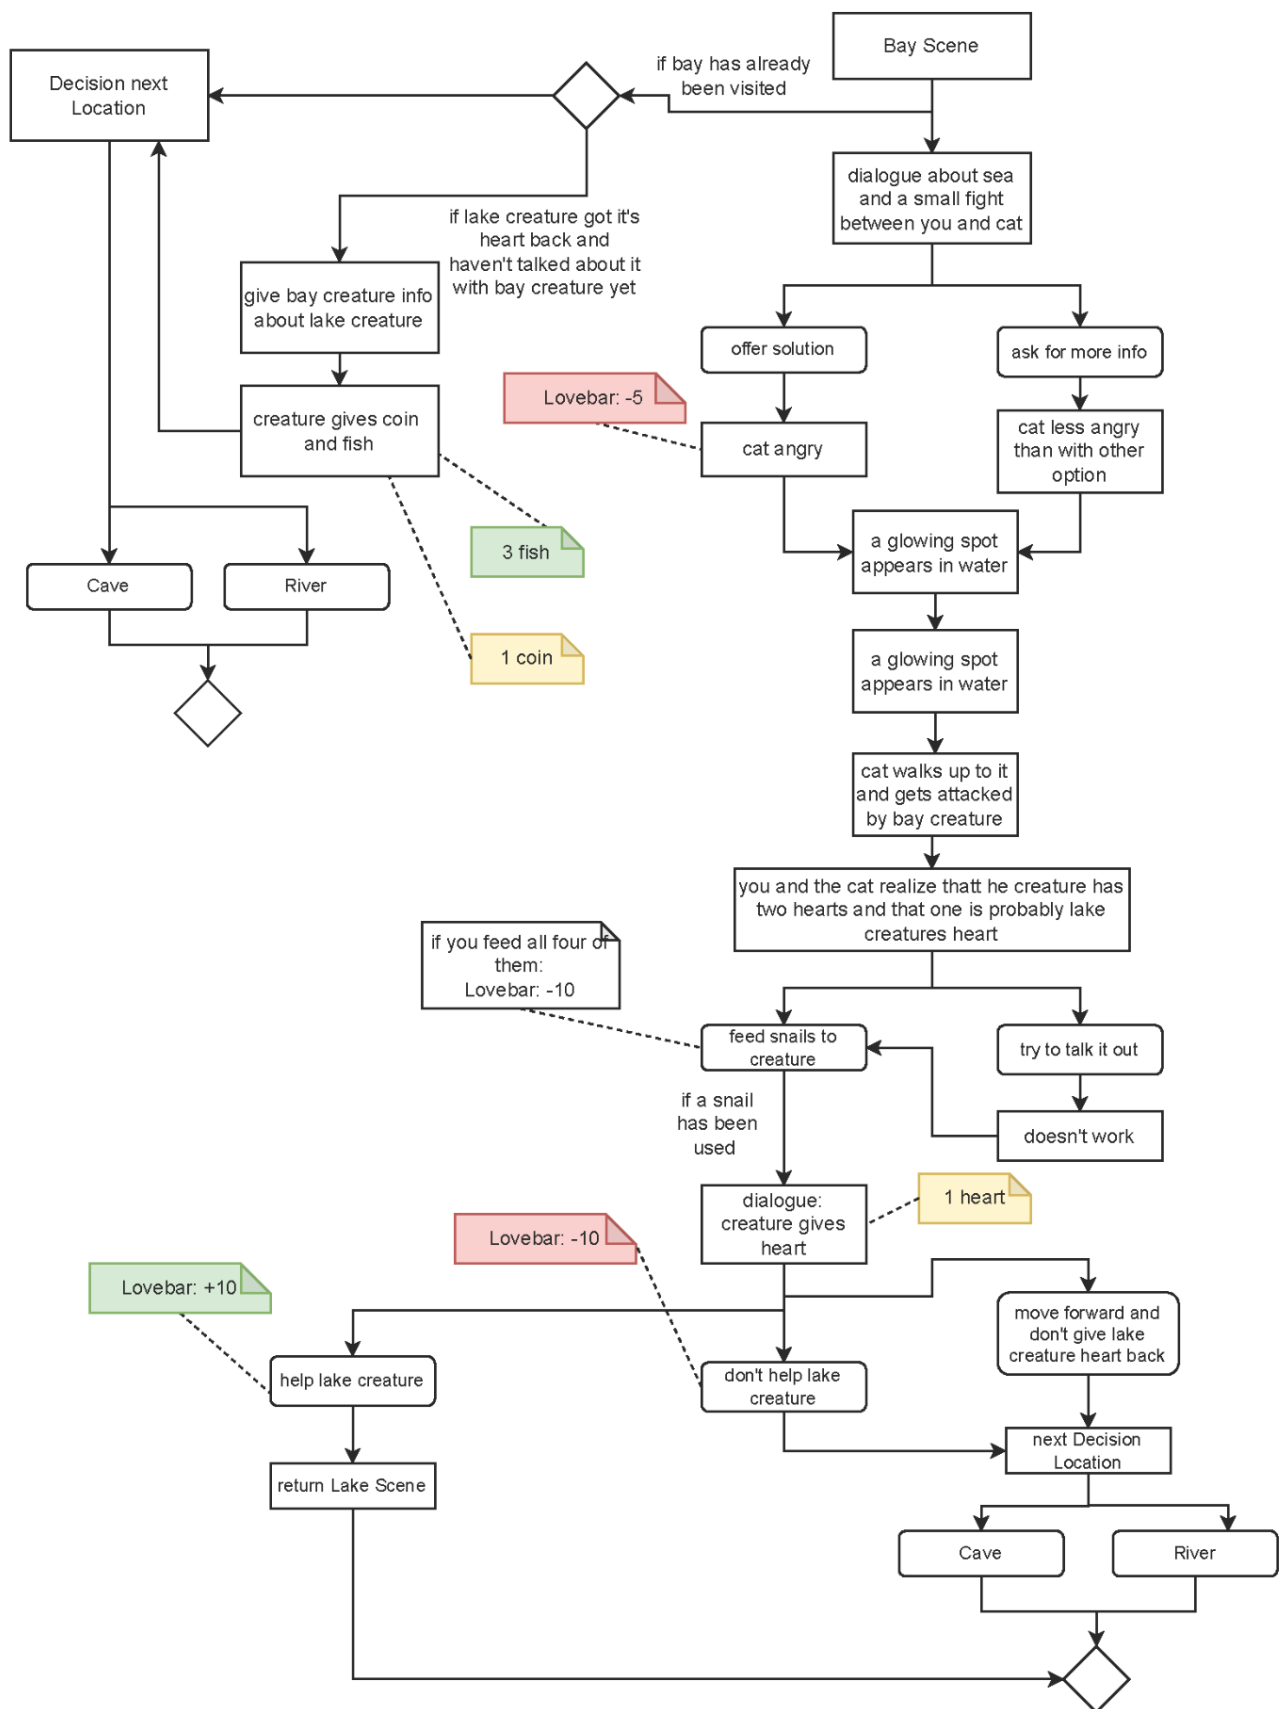 Bay Scene
if bay has already
been visited
Decision next
Location
dialogue about sea
and a small fight
between you and cat
if lake creature got it's
heart back and
haven't talked about it
with bay creature yet
give bay creature info
about lake creature
offer solution
ask for more info
Lovebar: -5
creature gives coin
and fish
cat angry
cat less angry
than with other
option
3 fish
a glowing spot
appears in water
Cave
River
1 coin
a glowing spot
appears in water
cat walks up to it
and gets attacked
by bay creature
you and the cat realize thatt he creature has
two hearts and that one is probably lake
creatures heart
if you feed all four of
them:
Lovebar: -10
feed snails to
creature
try to talk it out
if a snail
has been
used
doesn't work
dialogue:
creature gives
heart
1 heart
Lovebar: -10
Lovebar: +10
move forward and
don't give lake
creature heart back
help lake creature
don't help lake
creature
next Decision
Location
return Lake Scene
Cave
River